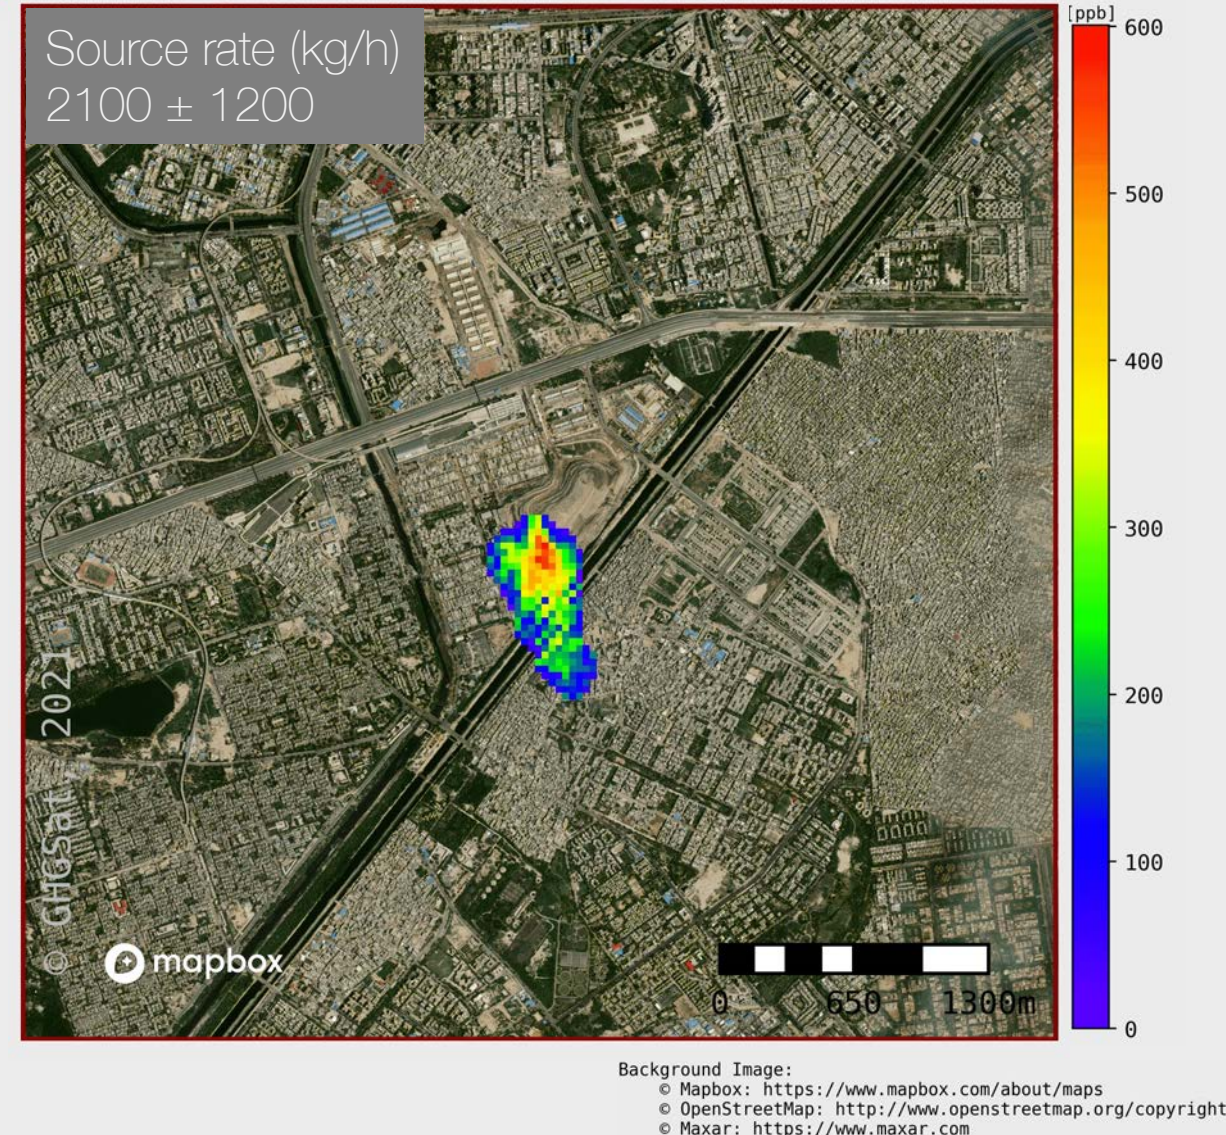 Source rate (kg/h)
2100 ± 1200
[ppb]
600
500
400
300
200
100
0
© GHGSat, 2021
mapbox
0 650 1300m
Background Image:
© Mapbox: https://www.mapbox.com/about/maps
© OpenStreetMap: http://www.openstreetmap.org/copyright
© Maxar: https://www.maxar.com